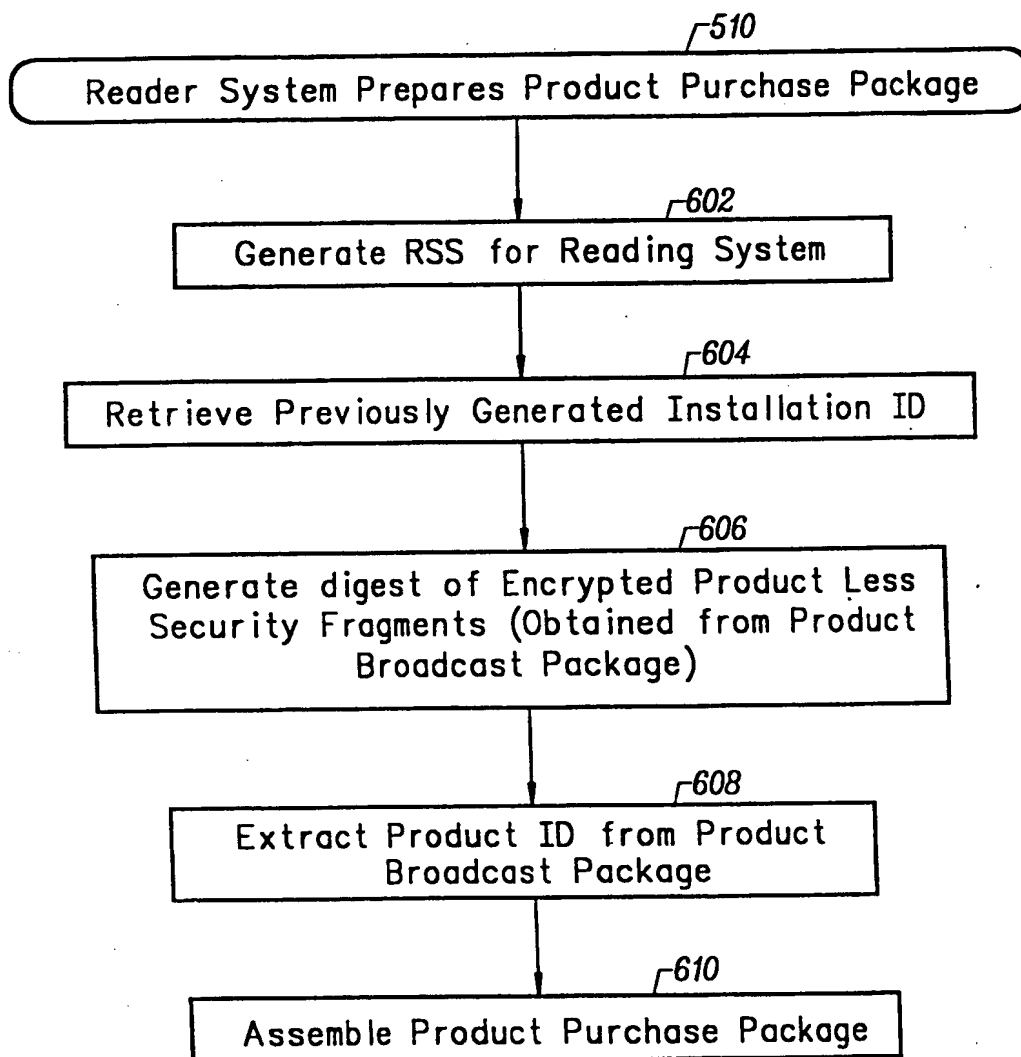 510
Reader System Prepares Product Purchase Package
602
Generate RSS for Reading System
604
Retrieve Previously Generated Installation ID
606
Generate digest of Encrypted Product Less
Security Fragments (Obtained from Product
Broadcast Package)
608
Extract Product ID from Product
Broadcast Package
610
Assemble Product Purchase Package